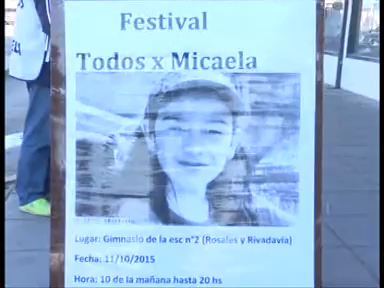 Festival
Todos x Micaela
Lugar: Gimnasio de la esc n°2 (Rosales y Rivadavia)
Fecha: 11/10/2015
Hora: 10 de la mañana hasta 20 hs